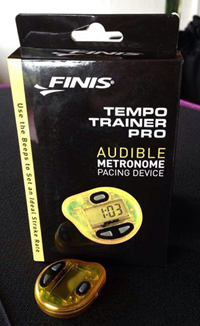 FINIS
TEMPO
TRAINER
PRO
AUDIBLE
METRONOME
PACING DEVICE
1:03
Use the Beeps to Set an Ideal Stroke Rate